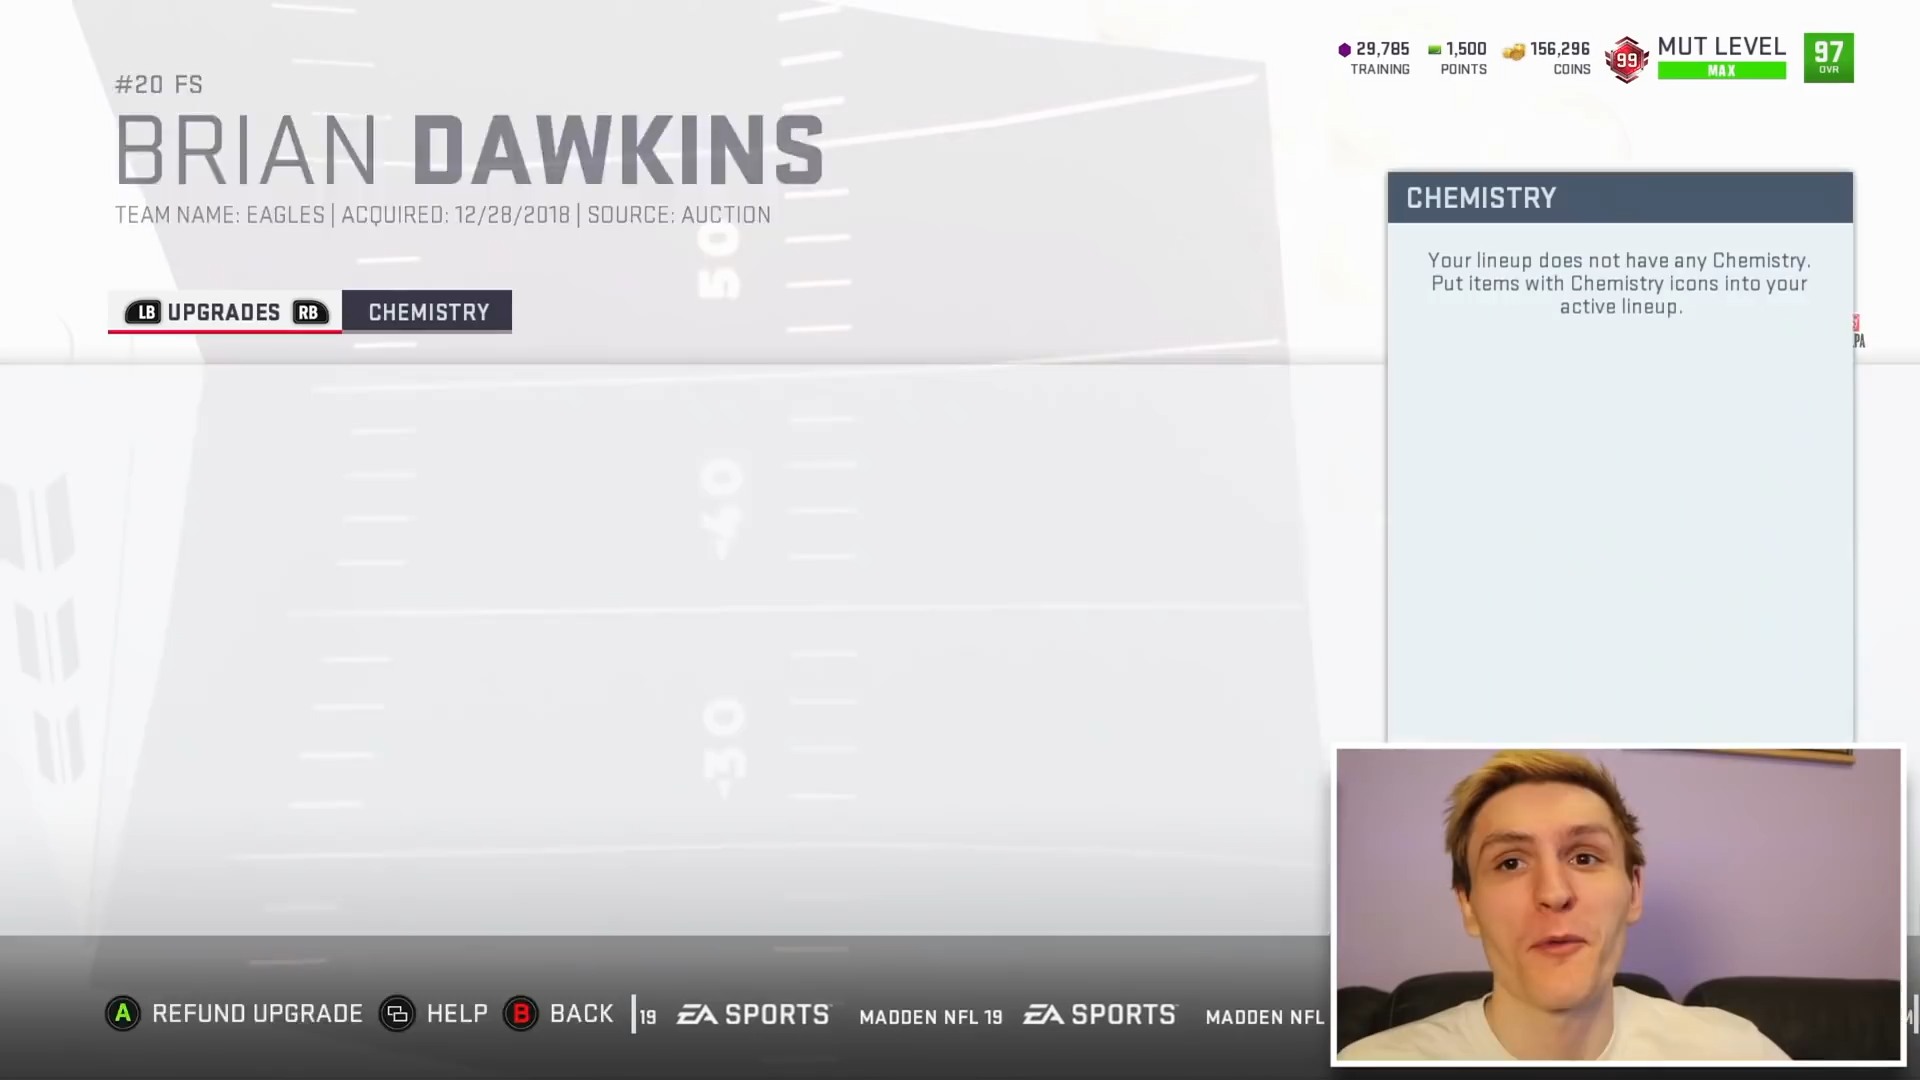 #20 FS
BRIAN DAWKINS
TEAM NAME: EAGLES | ACQUIRED: 12/28/2018 | SOURCE: AUCTION
29,785 TRAINING
1,500 POINTS
156,296 COINS
99
MUT LEVEL
MAX
97
OVR
LB UPGRADES RB
CHEMISTRY
CHEMISTRY
Your lineup does not have any Chemistry.
Put items with Chemistry icons into your
active lineup.
PA
50
40
30
A REFUND UPGRADE
HELP
B BACK
19 EA SPORTS MADDEN NFL 19 EA SPORTS MADDEN NFL